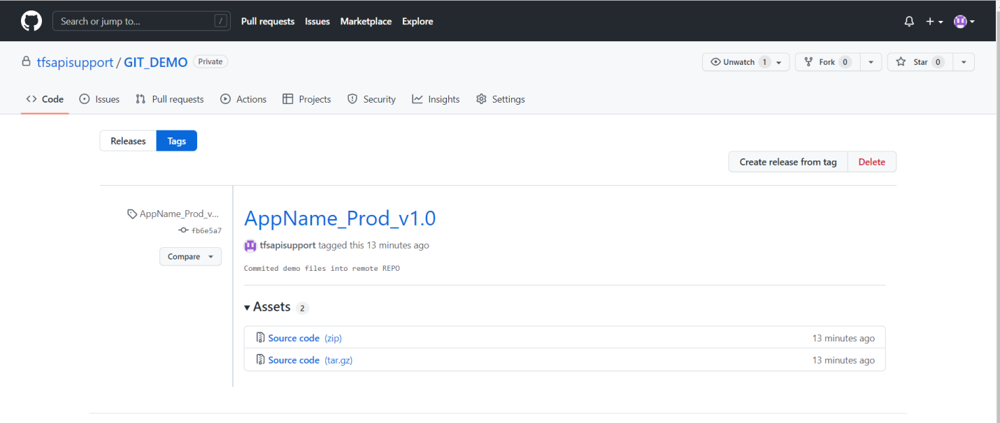 Search or jump to... /
Pull requests Issues Marketplace Explore
tfsapisupport / GIT_DEMO Private
Unwatch 1 Fork 0 Star 0
Code Issues Pull requests Actions Projects Security Insights Settings
Releases Tags
Create release from tag Delete
AppName_Prod_v...
fb6e5a7
Compare
AppName_Prod_v1.0
tfsapisupport tagged this 13 minutes ago
Commited demo files into remote REPO
Assets 2
Source code (zip) 13 minutes ago
Source code (tar.gz) 13 minutes ago